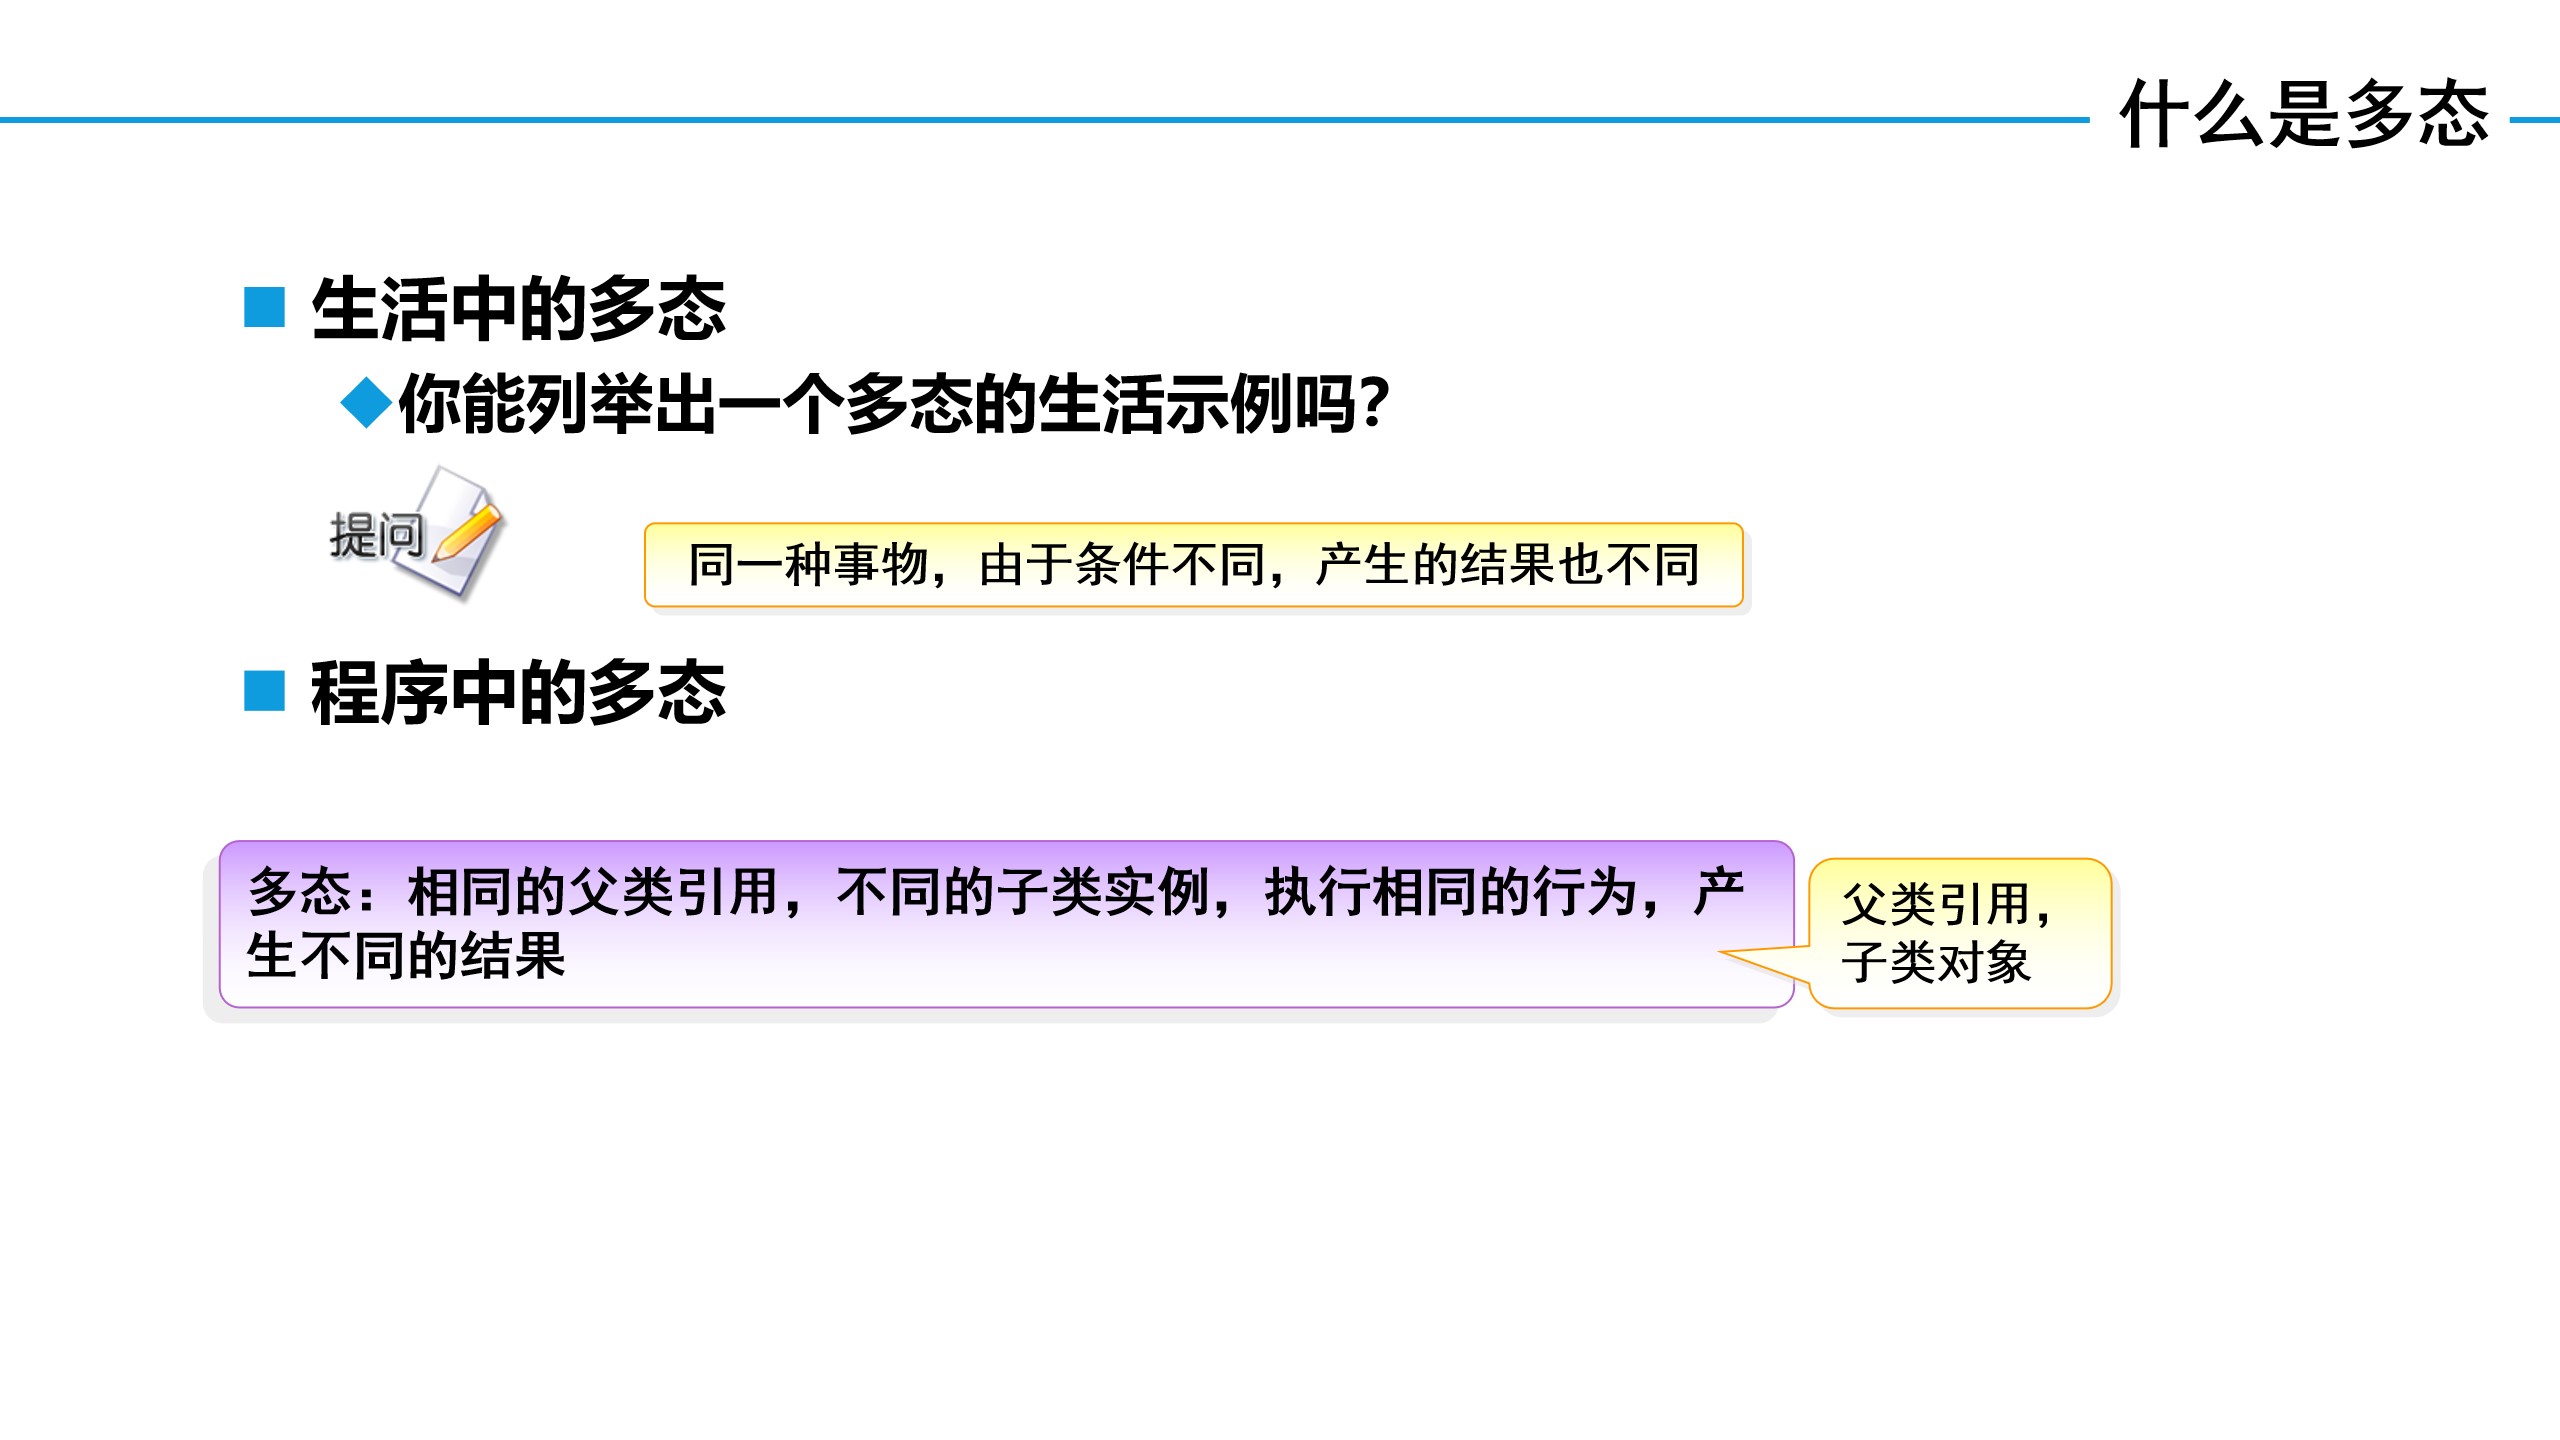 什么是多态
生活中的多态
你能列举出一个多态的生活示例吗？
提问
同一种事物，由于条件不同，产生的结果也不同
程序中的多态
多态：相同的父类引用，不同的子类实例，执行相同的行为，产
生不同的结果
父类引用，
子类对象